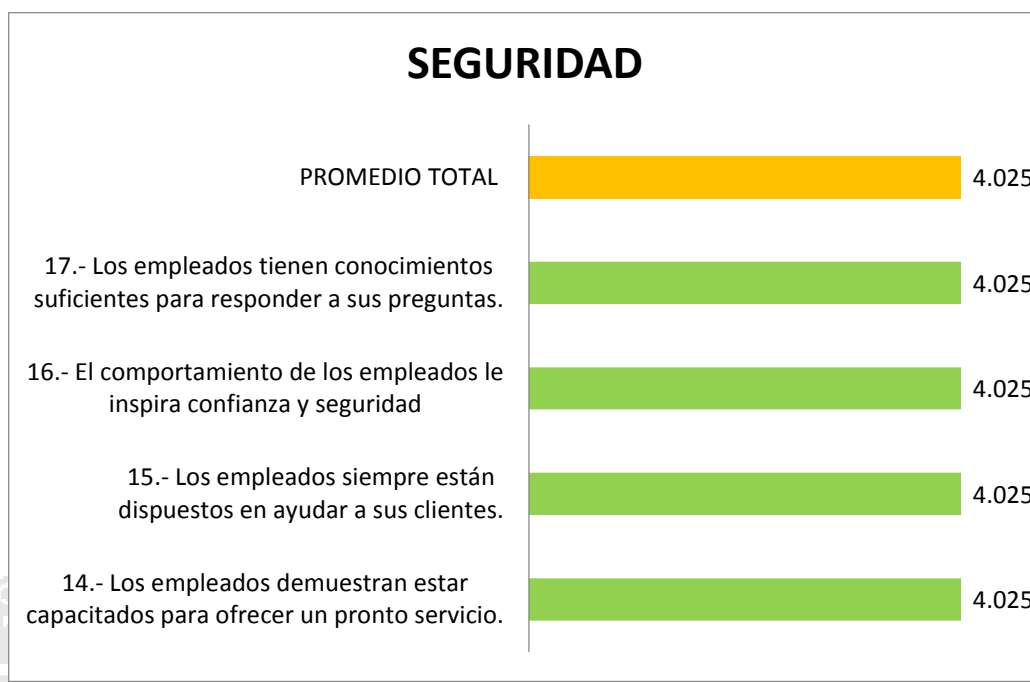 SEGURIDAD
PROMEDIO TOTAL
4.025
17.- Los empleados tienen conocimientos
suficientes para responder a sus preguntas.
4.025
16.- El comportamiento de los empleados le
inspira confianza y seguridad
4.025
15.- Los empleados siempre están
dispuestos en ayudar a sus clientes.
4.025
14.- Los empleados demuestran estar
capacitados para ofrecer un pronto servicio.
4.025